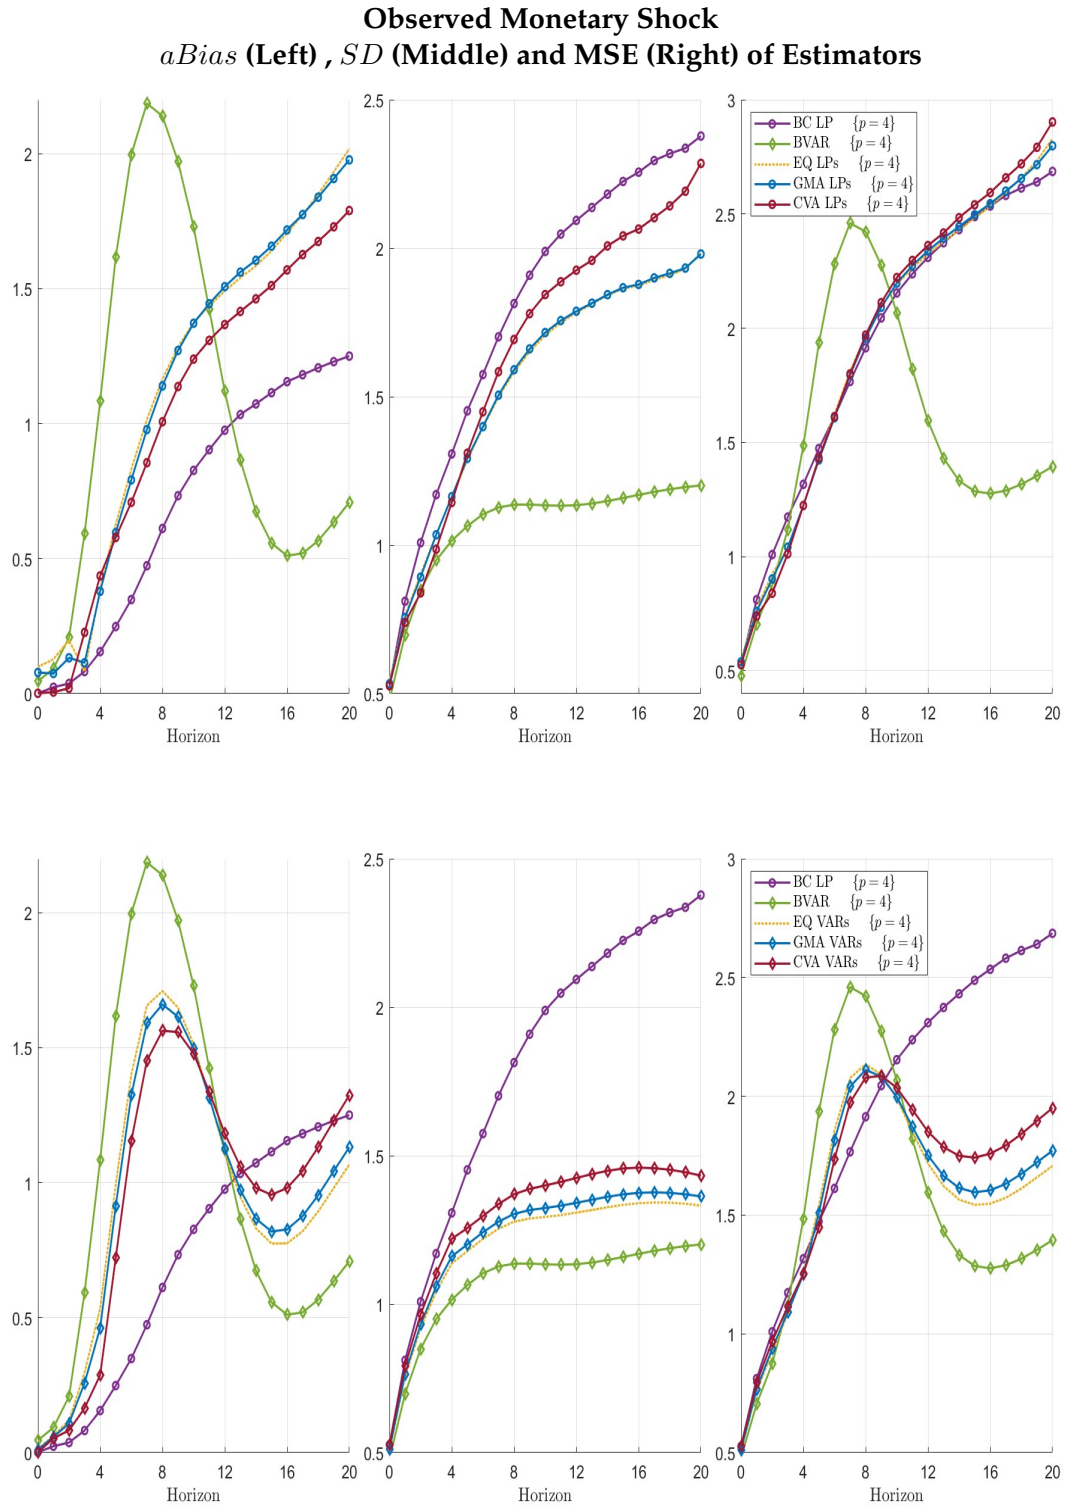 Observed Monetary Shock
aBias (Left) , SD (Middle) and MSE (Right) of Estimators
2
1.5
1
0.5
0
0 4 8 12 16 20
Horizon
2.5
2
1.5
1
0.5
0 4 8 12 16 20
Horizon
3
2.5
2
1.5
1
0.5
0 4 8 12 16 20
Horizon
BC LP {p = 4}
BVAR {p = 4}
EQ LPs {p = 4}
GMA LPs {p = 4}
CVA LPs {p = 4}
2
1.5
1
0.5
0
0 4 8 12 16 20
Horizon
2.5
2
1.5
1
0.5
0 4 8 12 16 20
Horizon
3
2.5
2
1.5
1
0.5
0 4 8 12 16 20
Horizon
BC LP {p = 4}
BVAR {p = 4}
EQ VARs {p = 4}
GMA VARs {p = 4}
CVA VARs {p = 4}